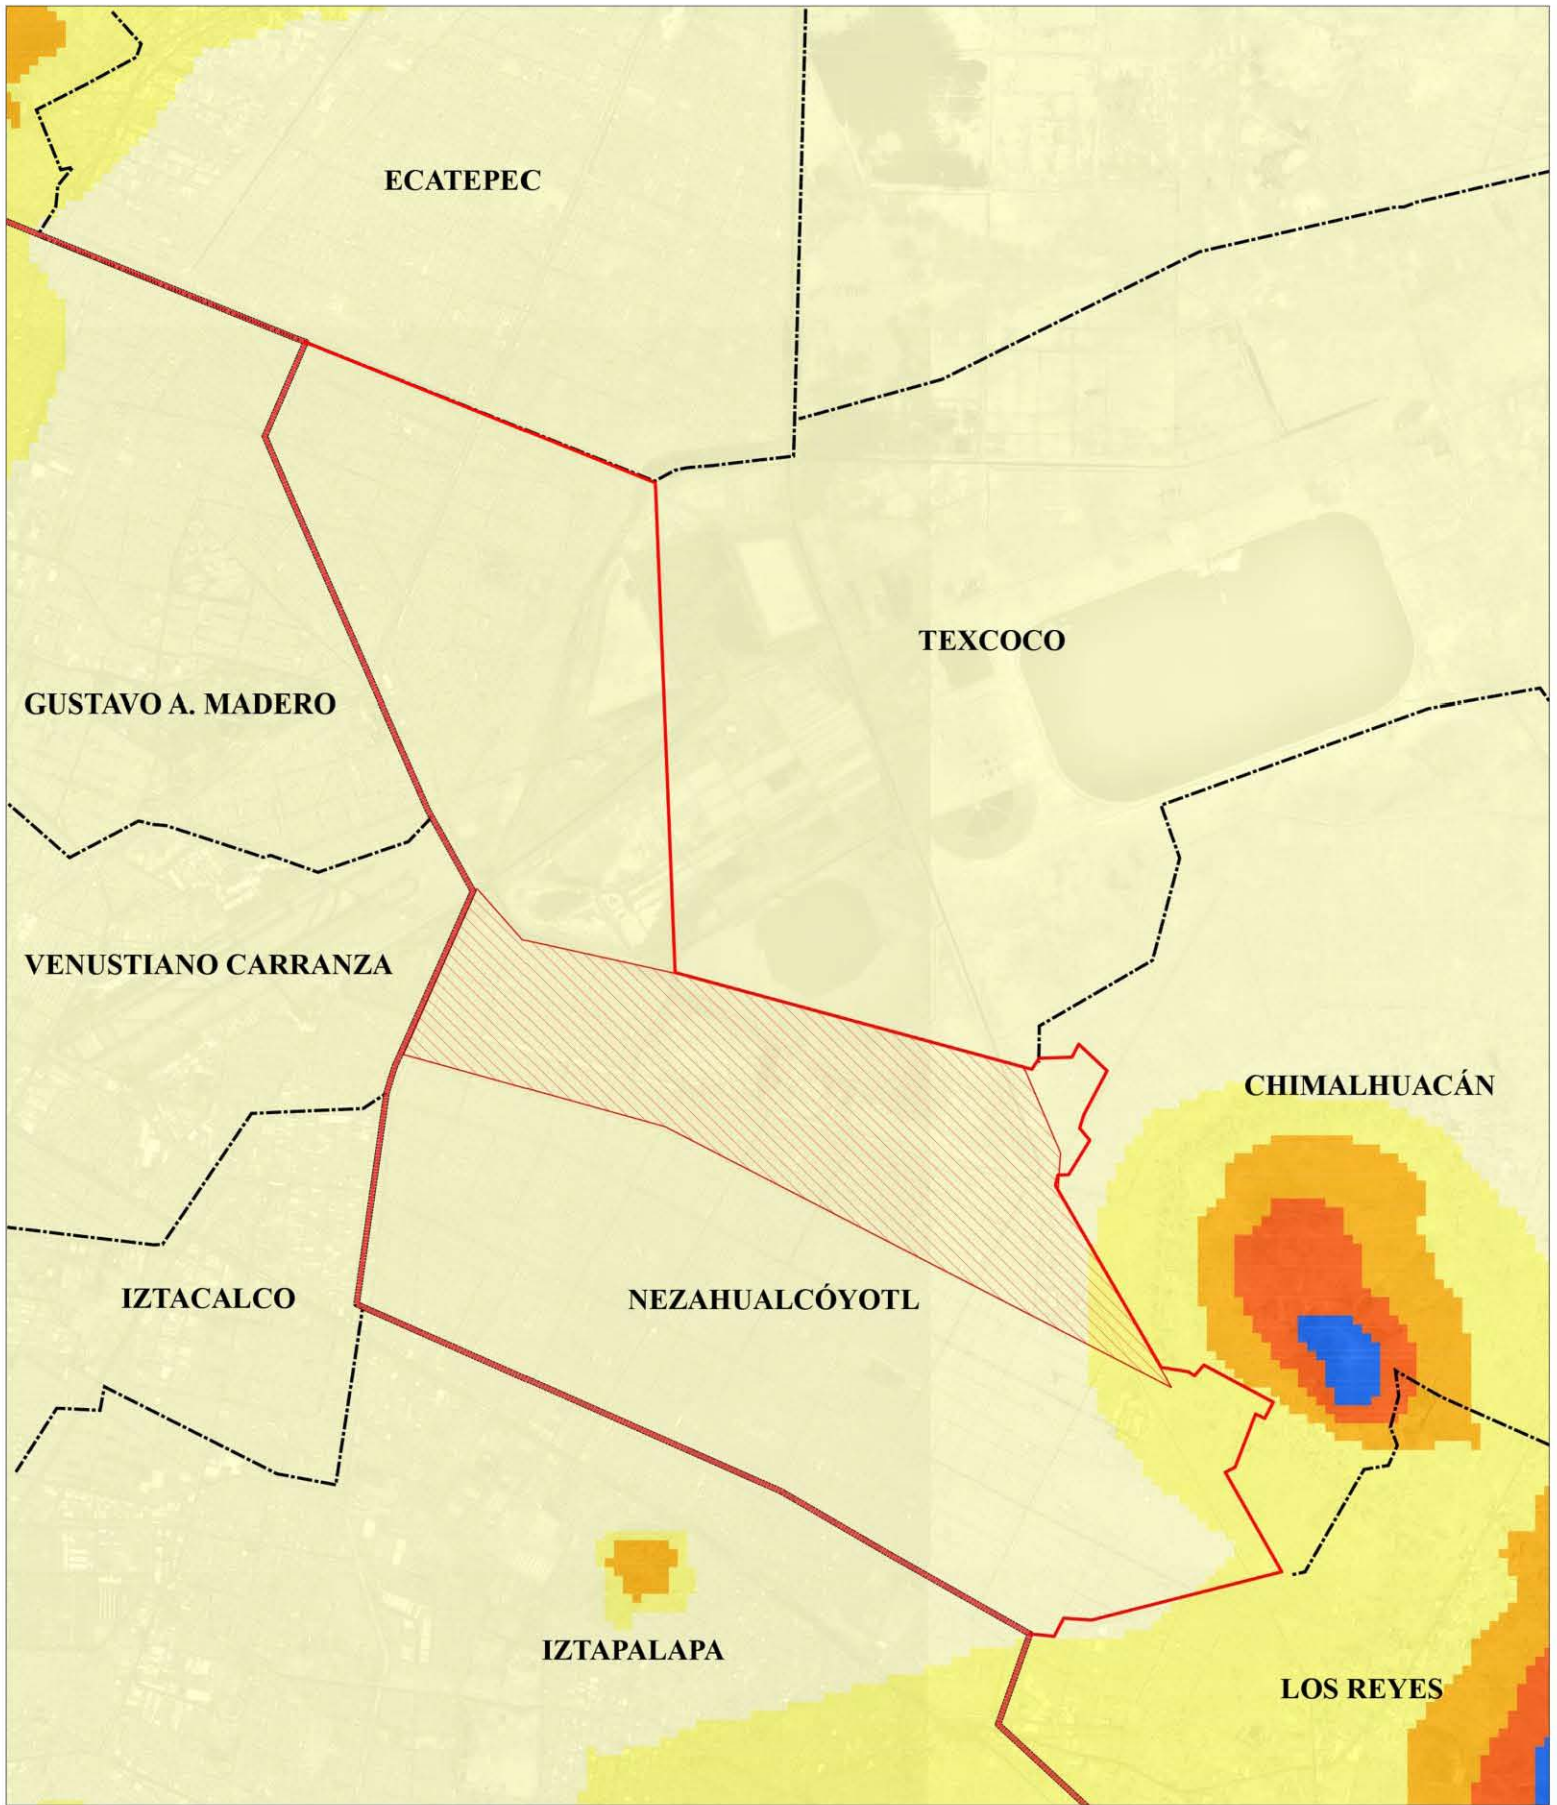 ECATEPEC
TEXCOCO
GUSTAVO A. MADERO
VENUSTIANO CARRANZA
CHIMALHUACÁN
IZTACALCO
NEZAHUALCÓYOTL
IZTAPALAPA
LOS REYES